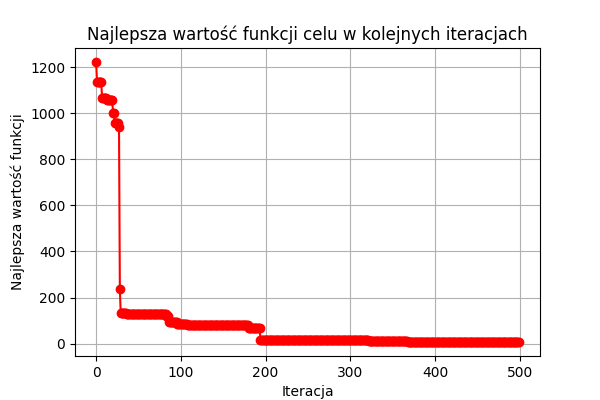 Najlepsza wartość funkcji celu w kolejnych iteracjach
Najlepsza wartość funkcji
1200
1000
800
600
400
200
0
0 100 200 300 400 500
Iteracja